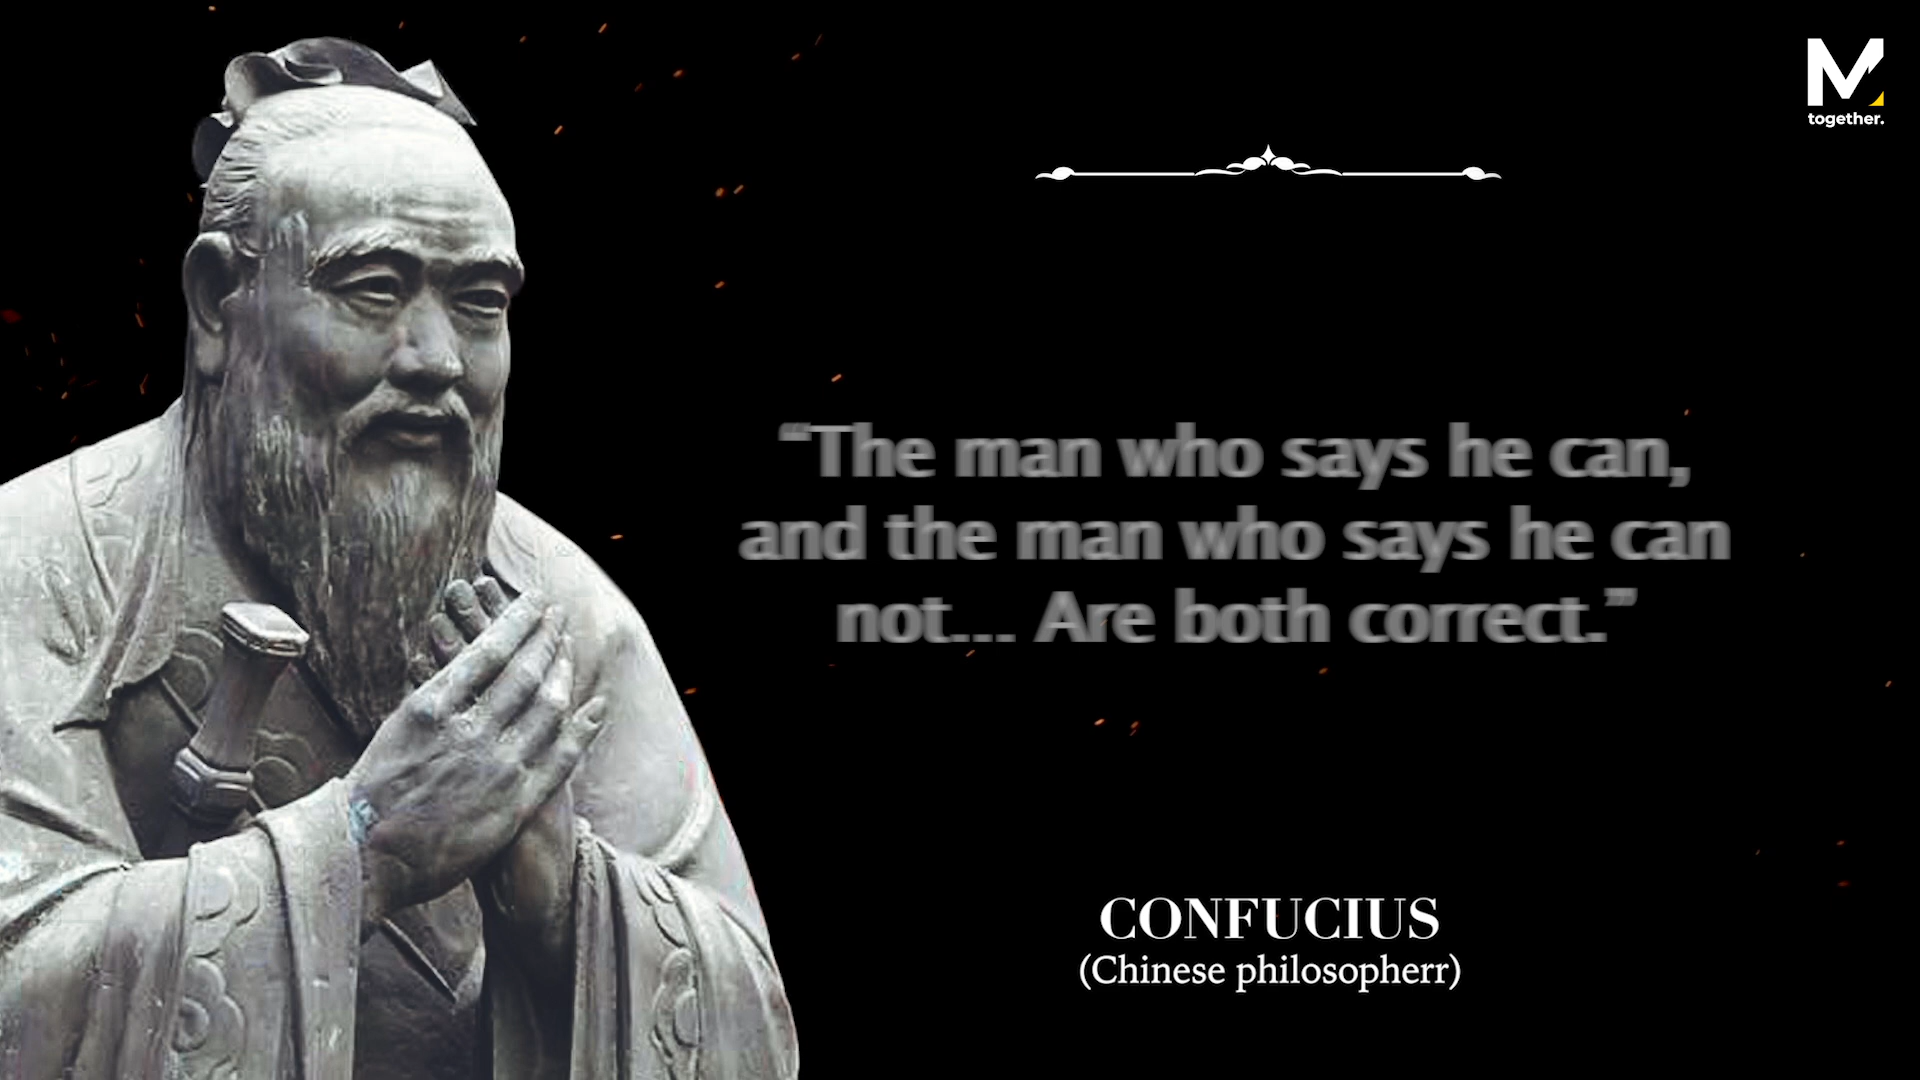 M
together.
“The man who says he can,
and the man who says he can
not... Are both correct.”
CONFUCIUS
(Chinese philosopherr)